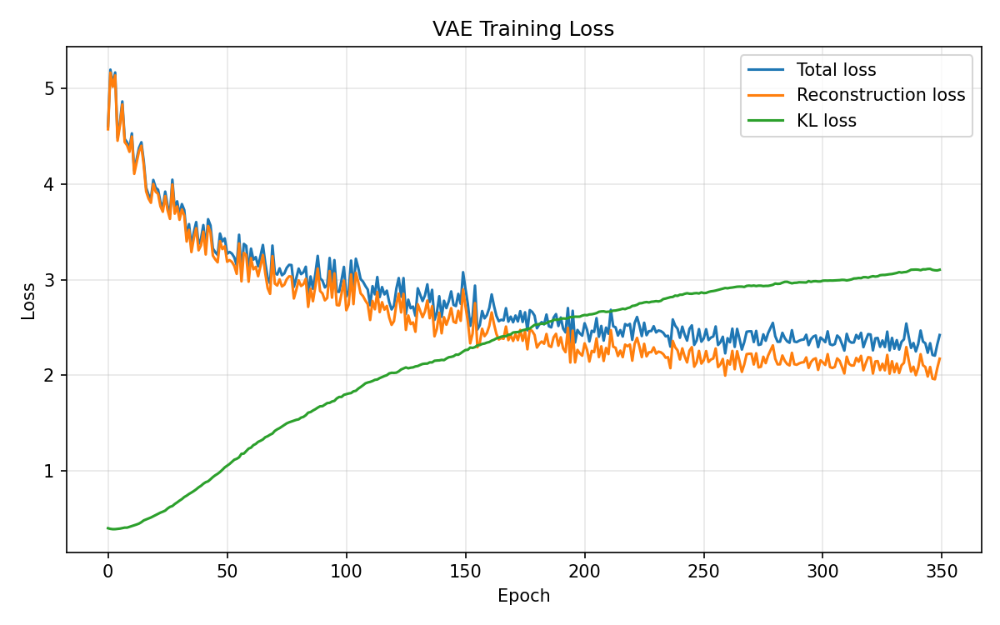 VAE Training Loss
Total loss
Reconstruction loss
KL loss
5
4
3
2
1
Loss
0
50
100
150
200
250
300
350
Epoch